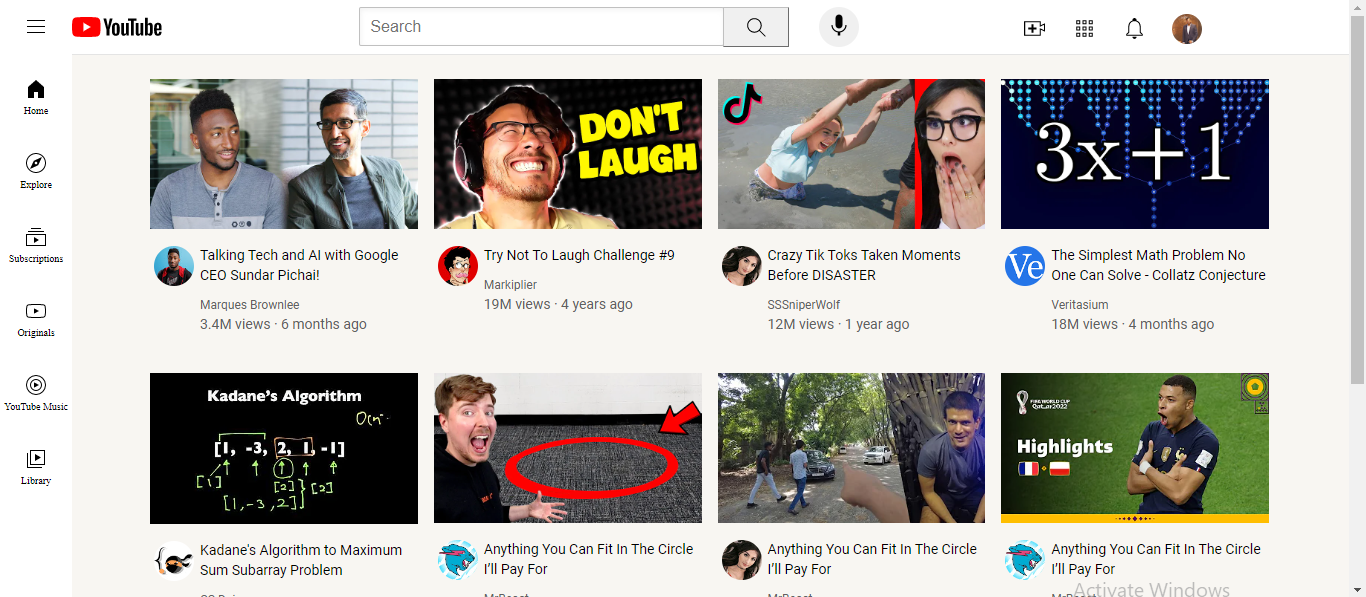 YouTube
Search
Home
Explore
Subscriptions
Originals
YouTube Music
Library
DON'T
LAUGH
3x+1
Talking Tech and AI with Google
CEO Sundar Pichai!
Marques Brownlee
3.4M views · 6 months ago
Try Not To Laugh Challenge #9
Markiplier
19M views · 4 years ago
Crazy Tik Toks Taken Moments
Before DISASTER
SSSniperWolf
12M views · 1 year ago
Ve
The Simplest Math Problem No
One Can Solve - Collatz Conjecture
Veritasium
18M views · 4 months ago
Kadane's Algorithm
[1, -3, 2, 1, -1]
[1]
[2]
[2]
[1,-3,2]
FIFA WORLD CUP
Qatar2022
Highlights
Kadane's Algorithm to Maximum
Sum Subarray Problem
Anything You Can Fit In The Circle
I'll Pay For
Anything You Can Fit In The Circle
I'll Pay For
Anything You Can Fit In The Circle
I'll Pay For
Activate Windows